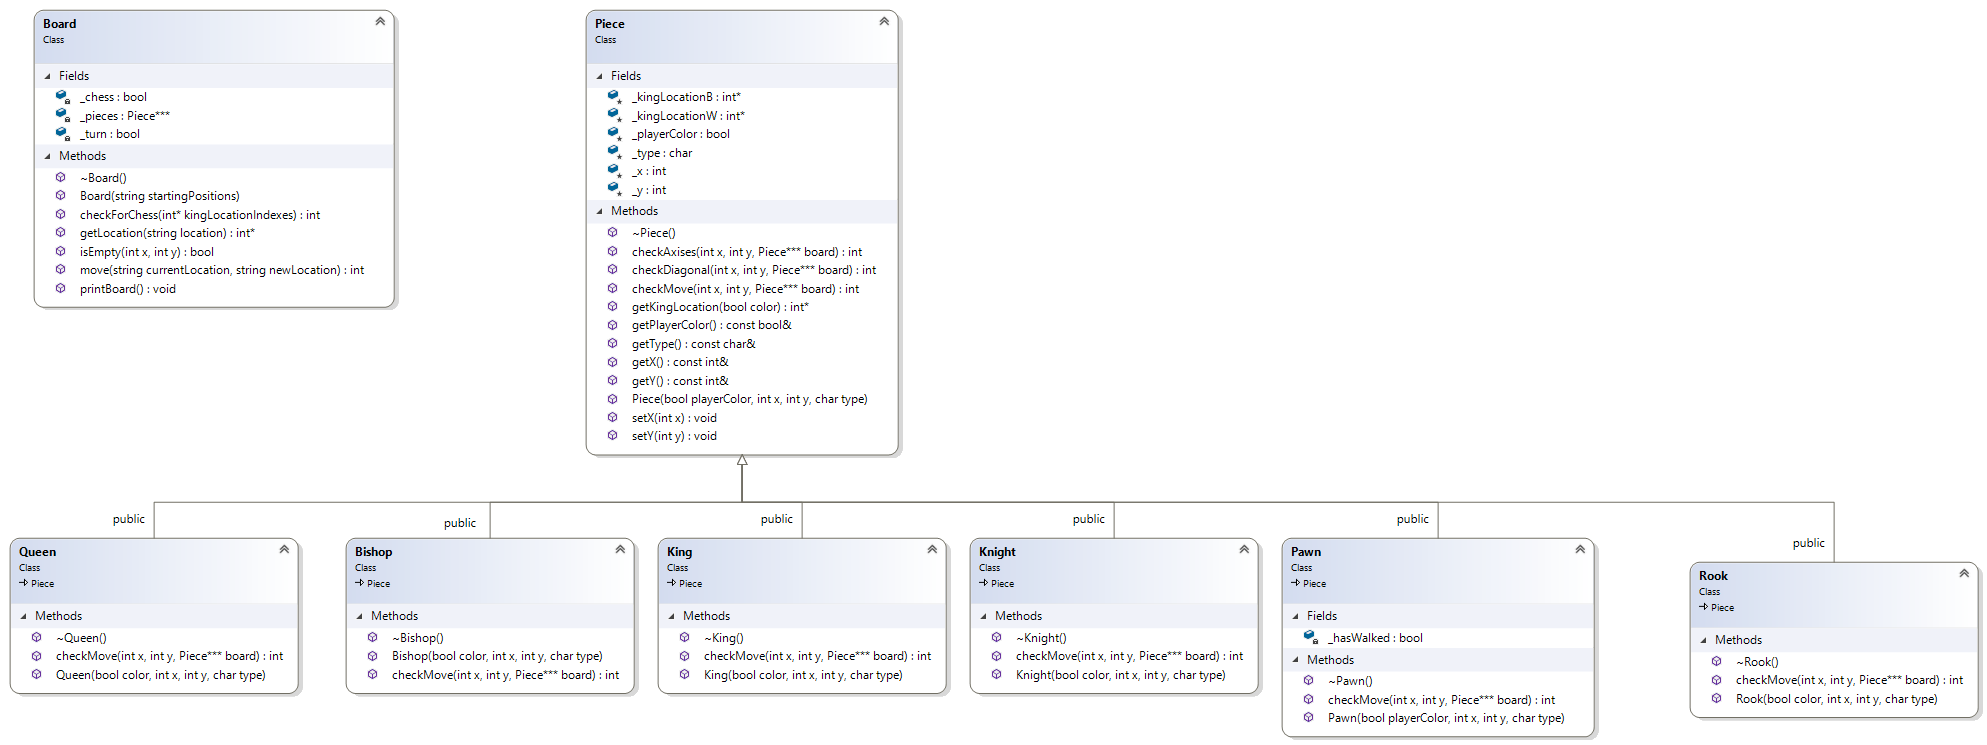 Board
Class
Fields
_chess : bool
_pieces : Piece***
_turn : bool
Methods
~Board()
Board(string startingPositions)
checkForChess(int* kingLocationIndexes) : int
getLocation(string location) : int*
isEmpty(int x, int y) : bool
move(string currentLocation, string newLocation) : int
printBoard() : void
Piece
Class
Fields
_kingLocationB : int*
_kingLocationW : int*
_playerColor : bool
_type : char
_x : int
_y : int
Methods
~Piece()
checkAxises(int x, int y, Piece*** board) : int
checkDiagonal(int x, int y, Piece*** board) : int
checkMove(int x, int y, Piece*** board) : int
getKingLocation(bool color) : int*
getPlayerColor() : const bool&
getType() : const char&
getX() : const int&
getY() : const int&
Piece(bool playerColor, int x, int y, char type)
setX(int x) : void
setY(int y) : void
public
Queen
Class
Piece
Methods
~Queen()
checkMove(int x, int y, Piece*** board) : int
Queen(bool color, int x, int y, char type)
public
Bishop
Class
Piece
Methods
~Bishop()
Bishop(bool color, int x, int y, char type)
checkMove(int x, int y, Piece*** board) : int
public
King
Class
Piece
Methods
~King()
checkMove(int x, int y, Piece*** board) : int
King(bool color, int x, int y, char type)
public
Knight
Class
Piece
Methods
~Knight()
checkMove(int x, int y, Piece*** board) : int
Knight(bool color, int x, int y, char type)
public
Pawn
Class
Piece
Fields
_hasWalked : bool
Methods
~Pawn()
checkMove(int x, int y, Piece*** board) : int
Pawn(bool playerColor, int x, int y, char type)
public
Rook
Class
Piece
Methods
~Rook()
checkMove(int x, int y, Piece*** board) : int
Rook(bool color, int x, int y, char type)